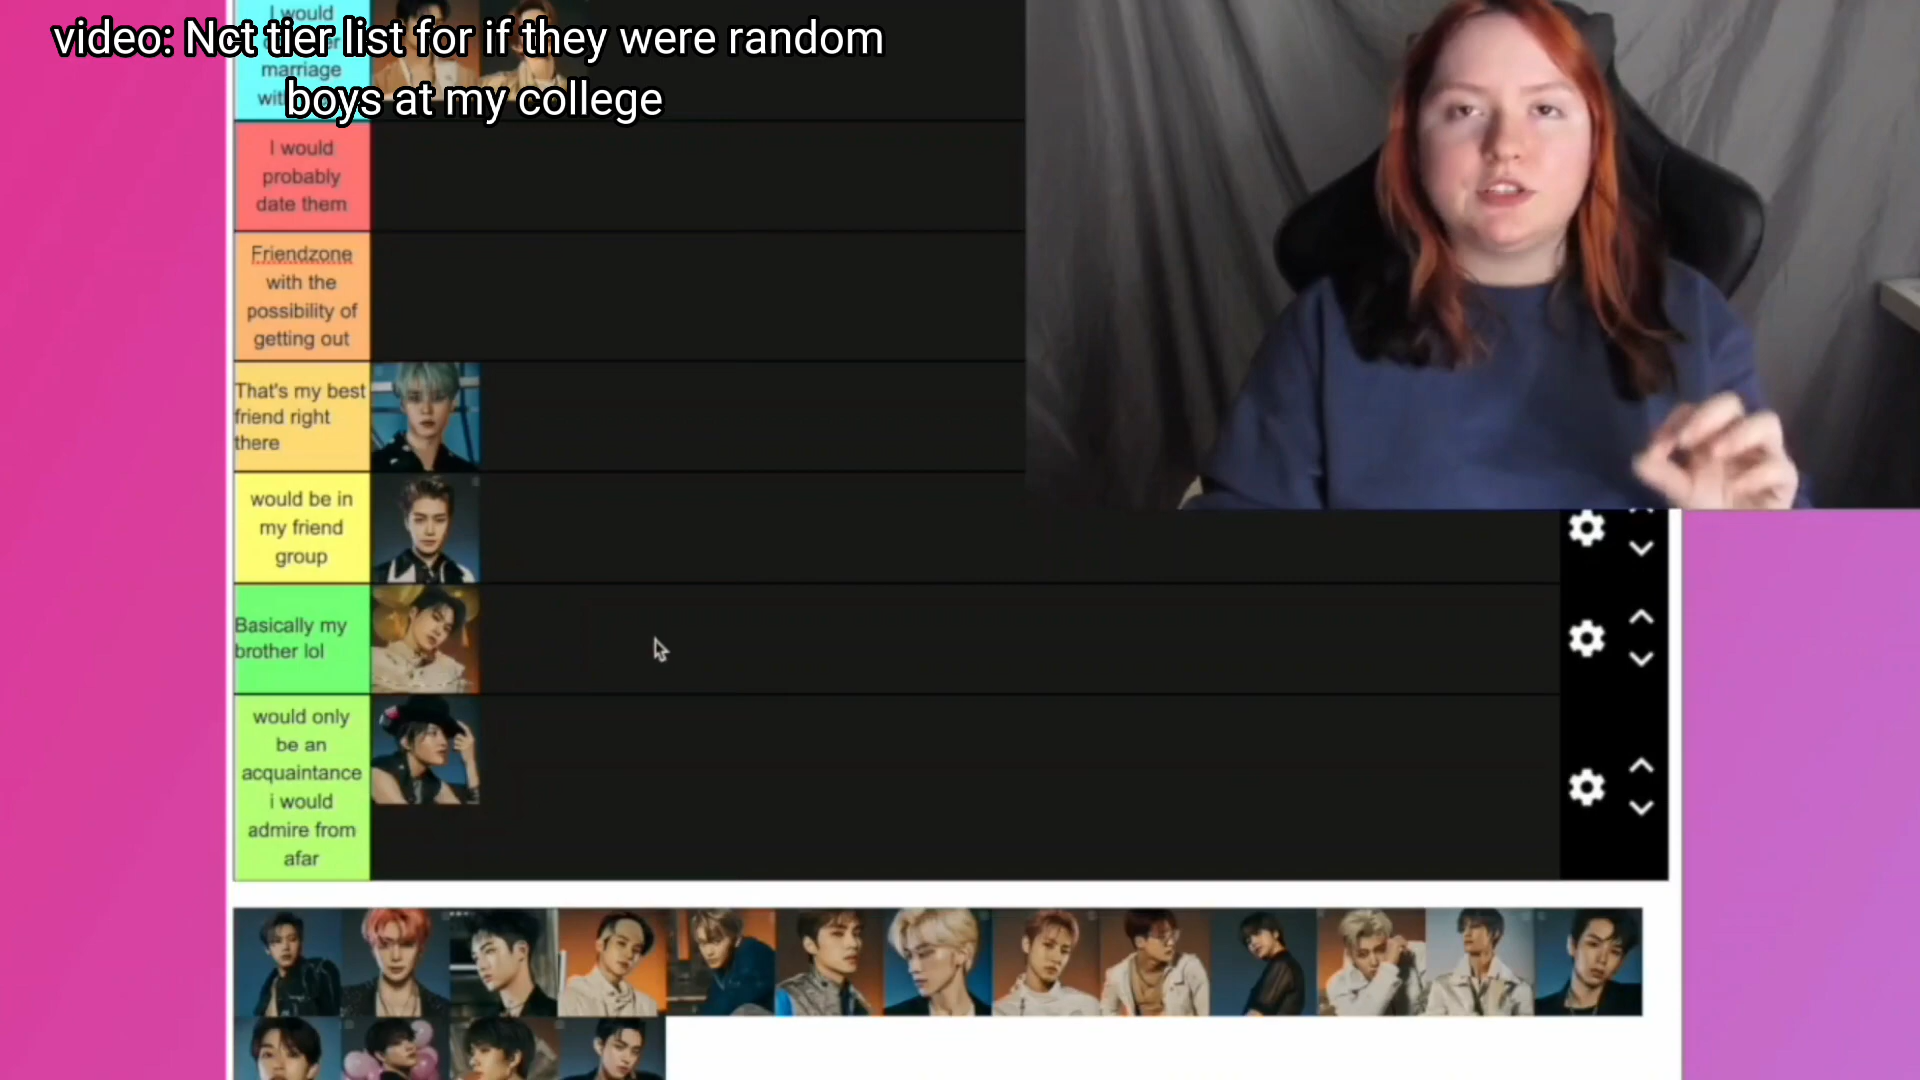 video: Nct tier list for if they were random
boys at my college
I would
marriage
I would
probably
date them
Friendzone
with the
possibility of
getting out
That's my best
friend right
there
would be in
my friend
group
Basically my
brother lol
would only
be an
acquaintance
i would
admire from
afar